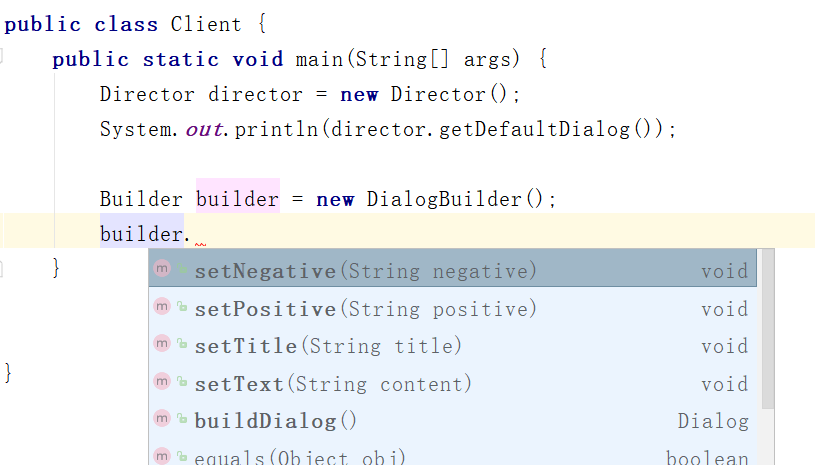 public class Client {
public static void main(String[] args) {
Director director = new Director();
System.out.println(director.getDefaultDialog());
Builder builder = new DialogBuilder();
builder.
}
m setNegative(String negative) void
m setPositive(String positive) void
m setTitle(String title) void
}
m setText(String content) void
m buildDialog() Dialog
m equals(Object obj) boolean